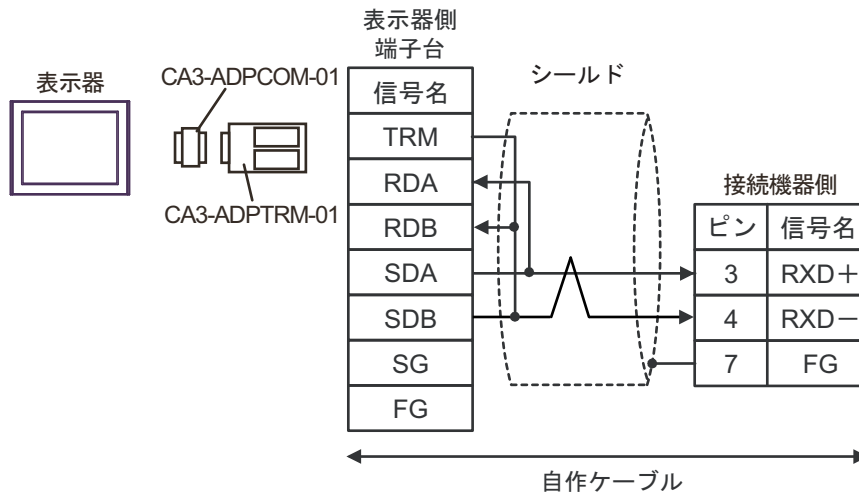 表示器側
端子台
シールド
表示器
CA3-ADPCOM-01
CA3-ADPTRM-01
信号名
TRM
RDA
RDB
SDA
SDB
SG
FG
接続機器側
ピン 信号名
3 RXD＋
4 RXD－
7 FG
自作ケーブル